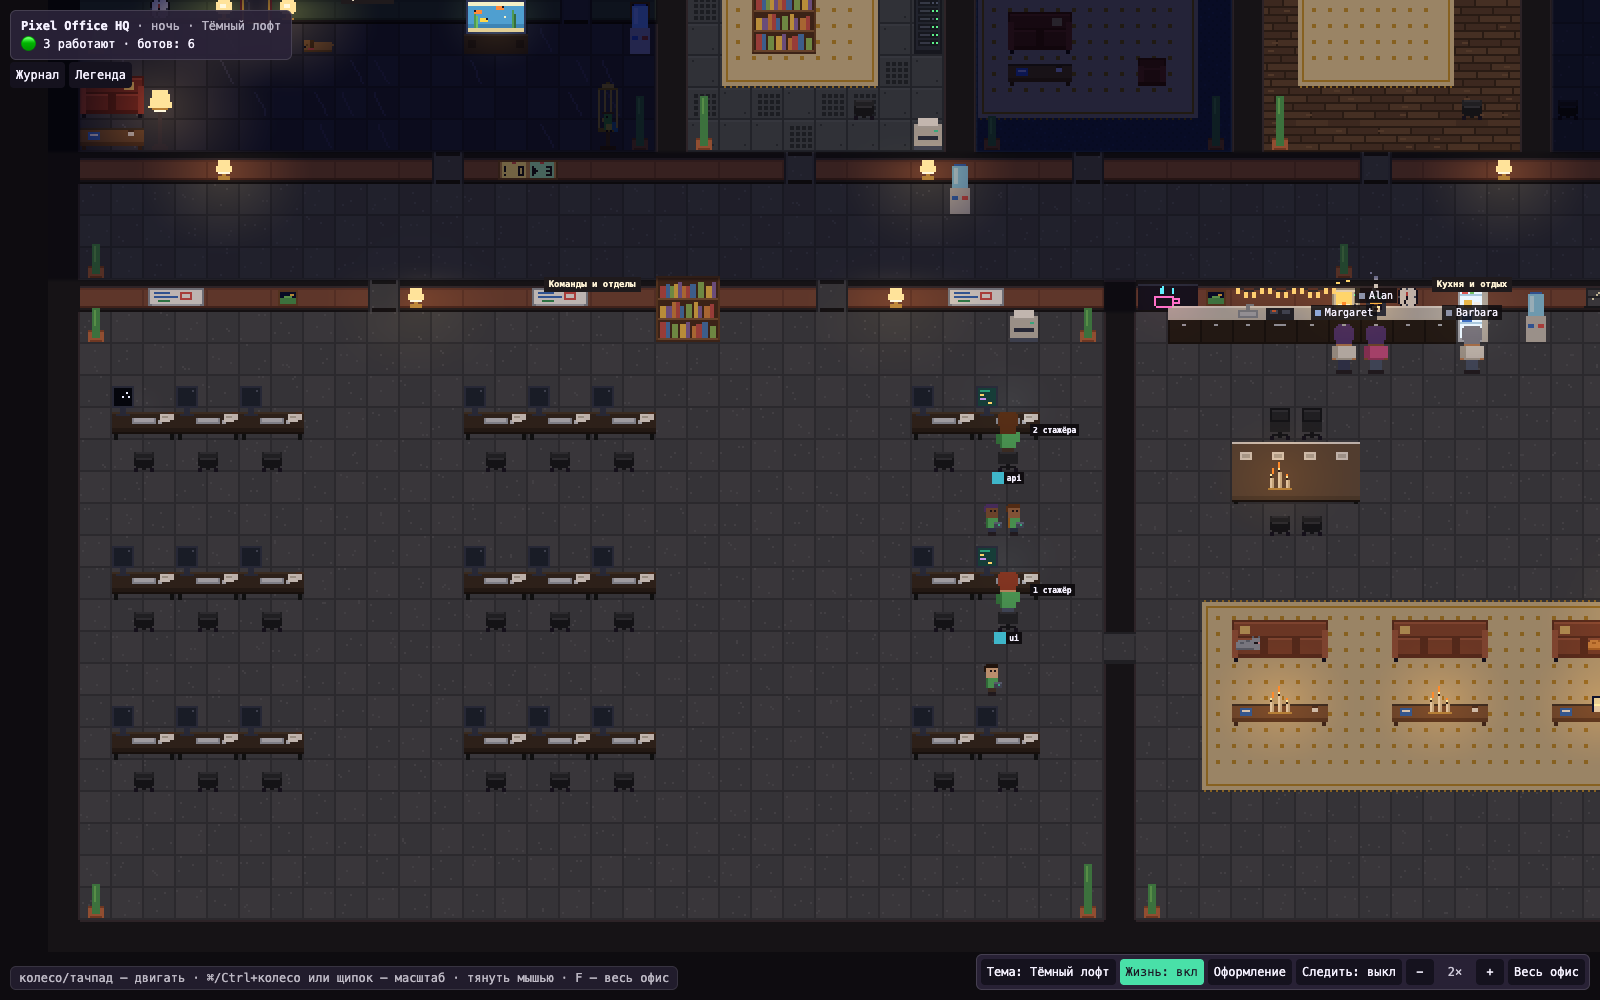 Pixel Office HQ · ночь · Тёмный лофт
3 работают · ботов: 6
Журнал Легенда
! 0 3
Команды и отделы
Кухня и отдых
Alan
Margaret
Barbara
2 стажёра
api
1 стажёр
ui
колесо/тачпад — двигать · ⌘/Ctrl+колесо или щипок — масштаб · тянуть мышью · F — весь офис
Тема: Тёмный лофт Жизнь: вкл Оформление Следить: выкл − 2× + Весь офис